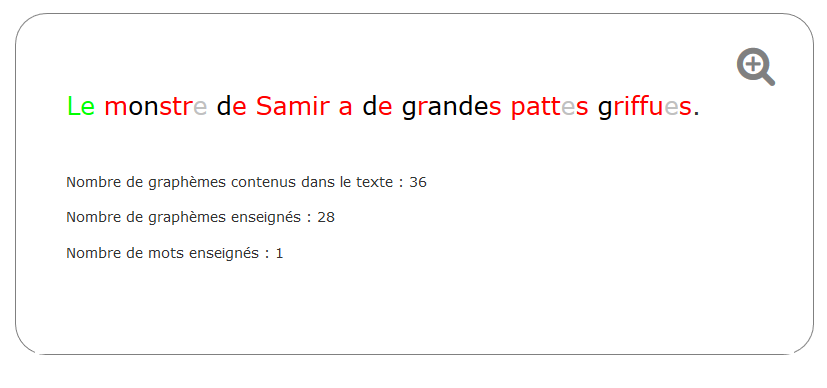 Le monstre de Samir a de grandes pattes griffues.
Nombre de graphèmes contenus dans le texte : 36
Nombre de graphèmes enseignés : 28
Nombre de mots enseignés : 1